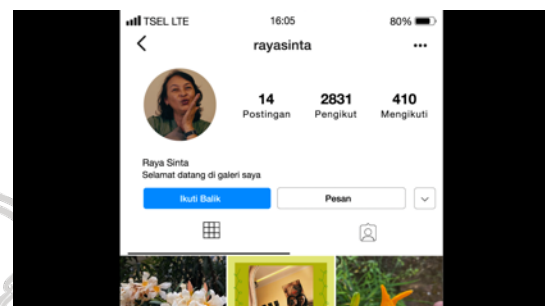 TSEL LTE 16:05 80%
rayasinta
14 2831 410
Postingan Pengikut Mengikuti
Raya Sinta
Selamat datang di galeri saya
Ikuti Balik Pesan